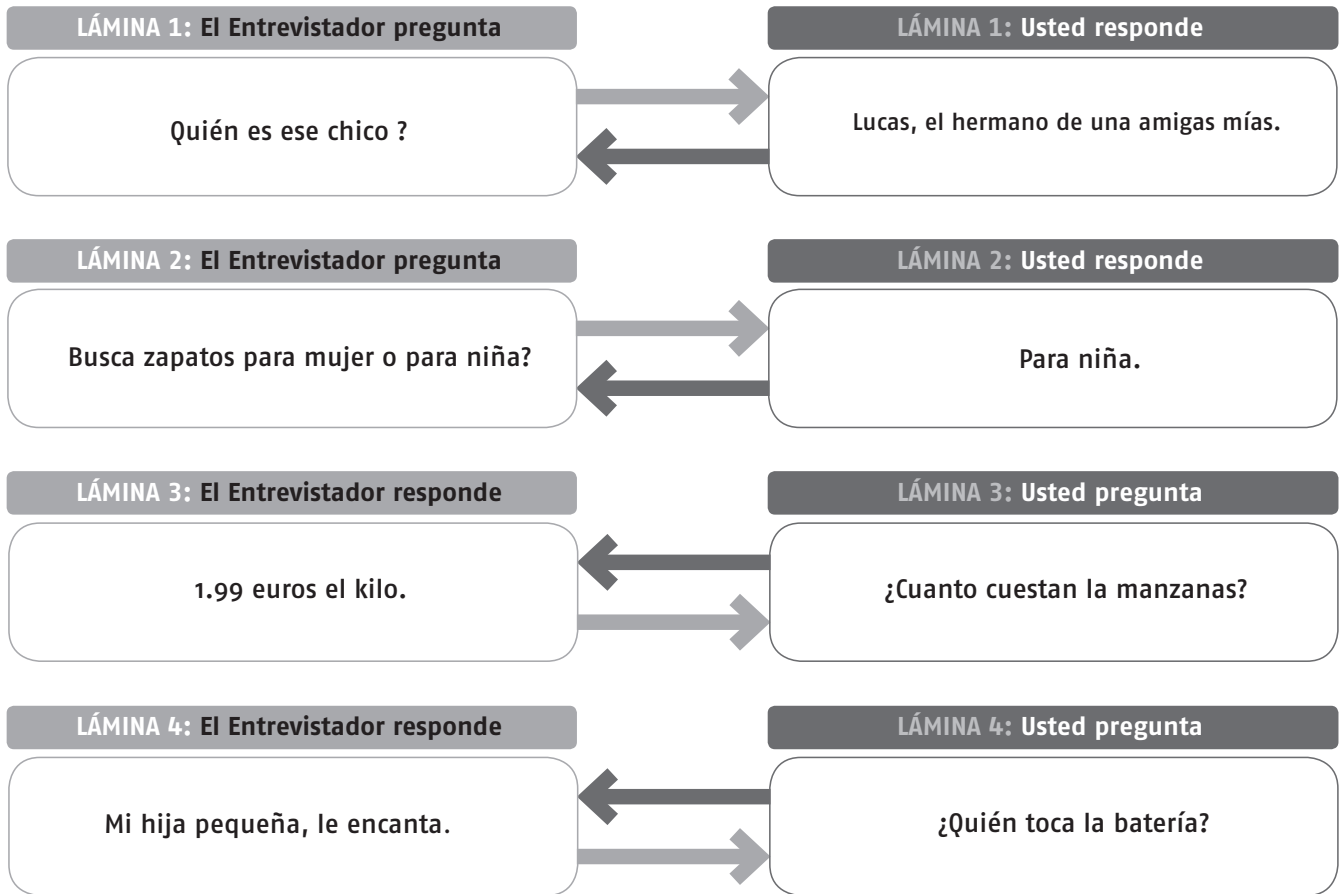 LÁMINA 1: El Entrevistador pregunta
LÁMINA 1: Usted responde
Quién es ese chico ?
Lucas, el hermano de una amigas mías.
LÁMINA 2: El Entrevistador pregunta
LÁMINA 2: Usted responde
Busca zapatos para mujer o para niña?
Para niña.
LÁMINA 3: El Entrevistador responde
LÁMINA 3: Usted pregunta
1.99 euros el kilo.
¿Cuanto cuestan la manzanas?
LÁMINA 4: El Entrevistador responde
LÁMINA 4: Usted pregunta
Mi hija pequeña, le encanta.
¿Quién toca la batería?